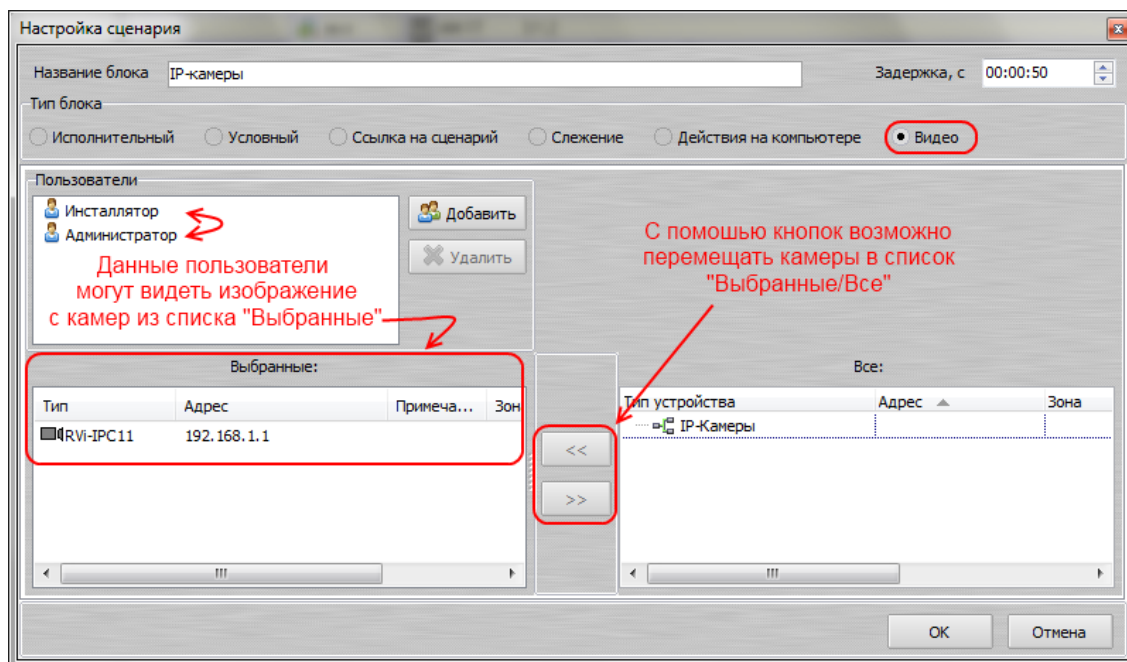 Настройка сценария
Название блока IP-камеры Задержка, с 00:00:50
Тип блока
Исполнительный Условный Ссылка на сценарий Слежение Действия на компьютере Видео
Пользователи
Инсталлятор
Администратор
Добавить
Удалить
Данные пользователи
могут видеть изображение
с камер из списка "Выбранные"
С помощью кнопок возможно
перемещать камеры в список
"Выбранные/Все"
Выбранные:
Тип Адрес Примеча... Зон
RVi-IPC11 192.168.1.1
<<
>>
Все:
Тип устройства Адрес Зона
IP-Камеры
OK Отмена